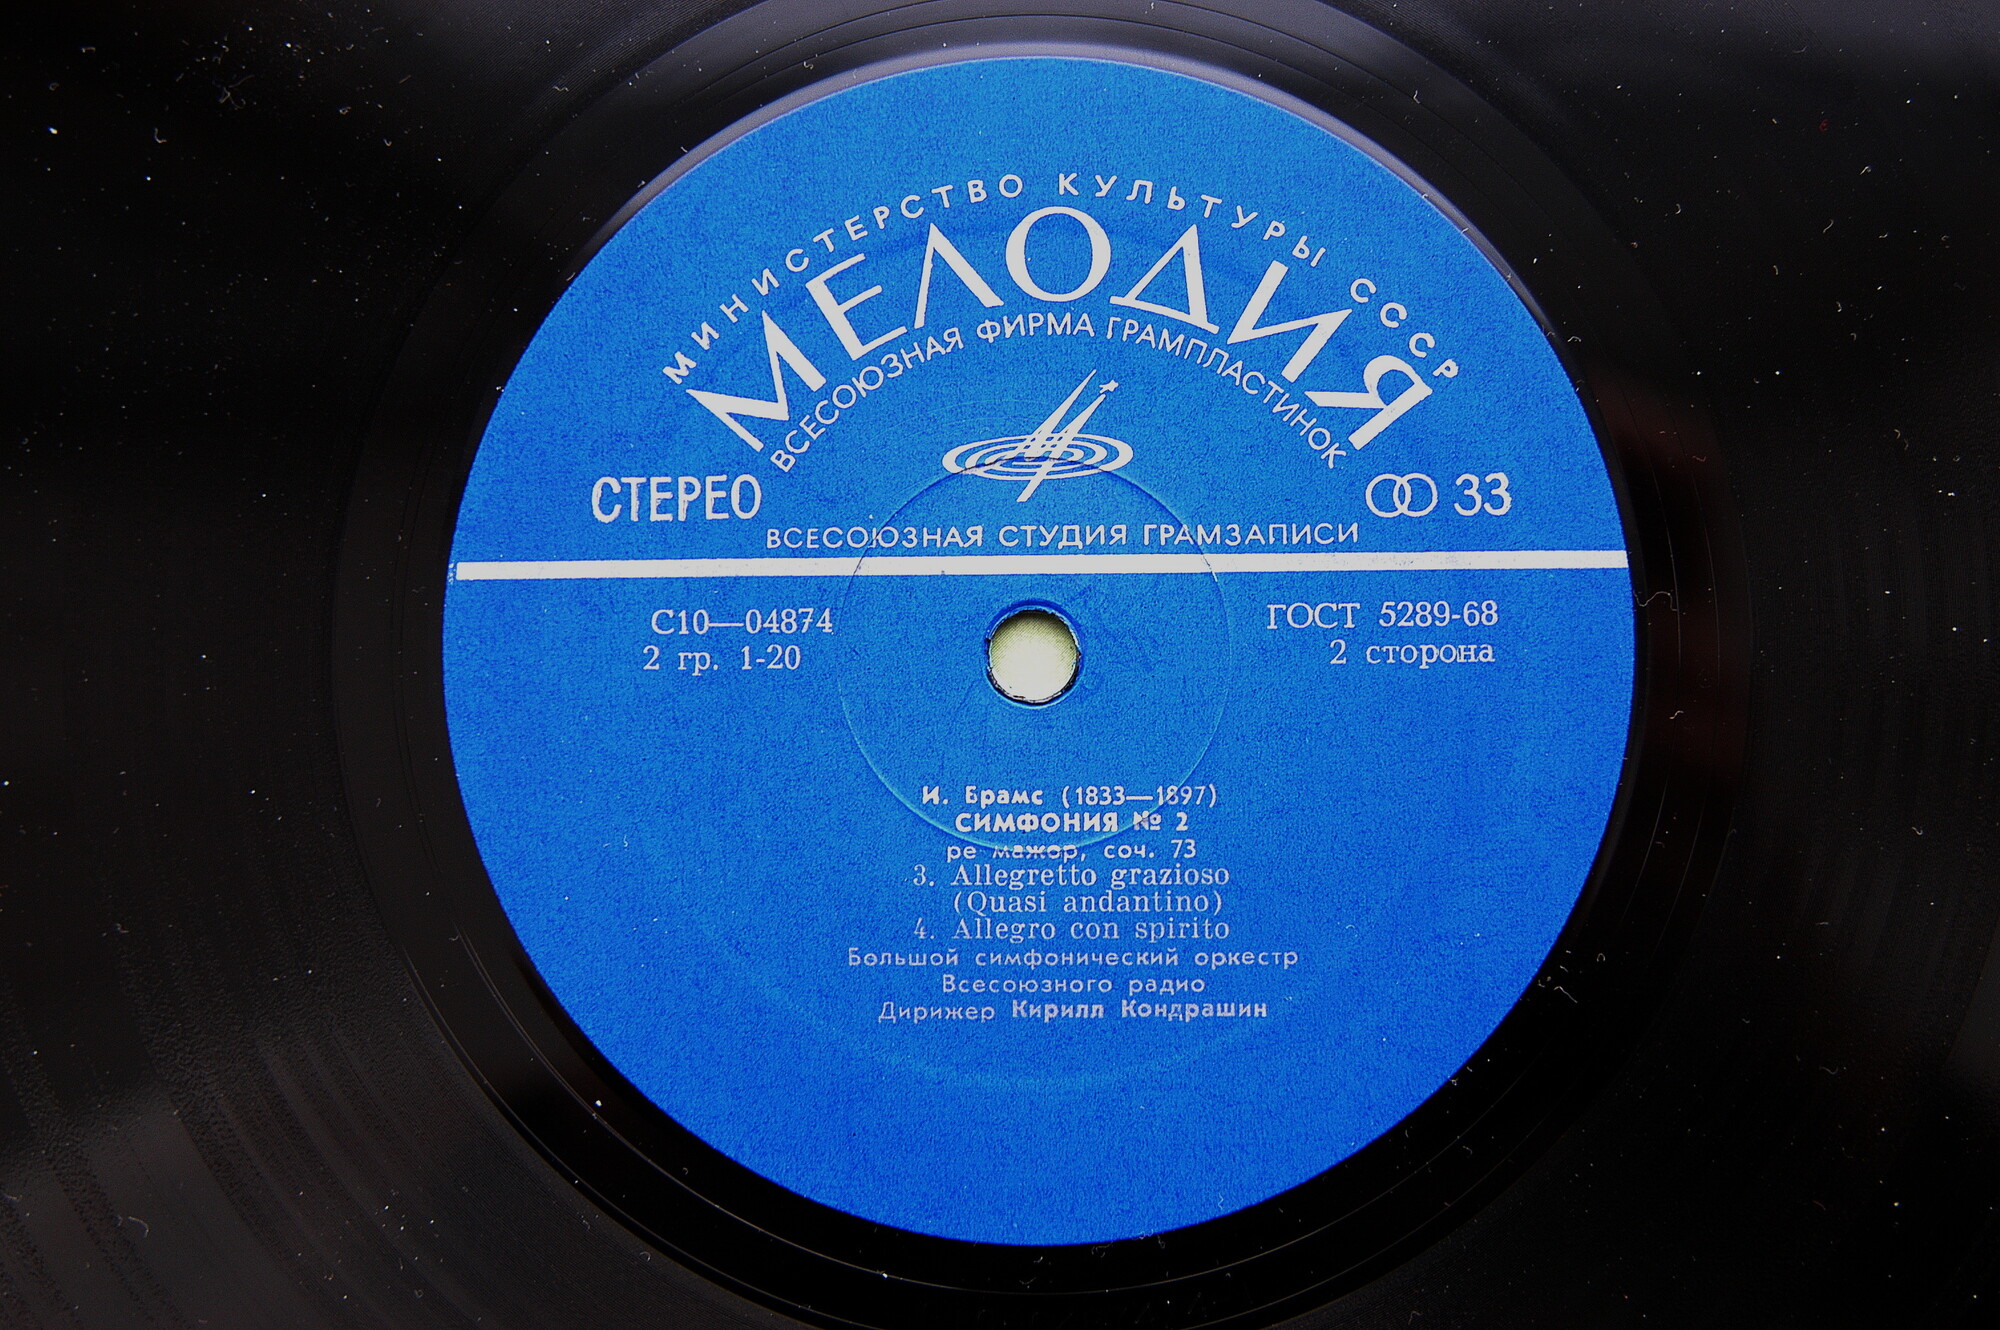 МИНИСТЕРСТВО КУЛЬТУРЫ СССР
МЕЛОДИЯ
ВСЕСОЮЗНАЯ ФИРМА ГРАМПЛАСТИНОК
СТЕРЕО
33
ВСЕСОЮЗНАЯ СТУДИЯ ГРАМЗАПИСИ
С10—04874
ГОСТ 5289-68
2 гр. 1-20
2 сторона
И. Брамс (1833—1897)
СИМФОНИЯ № 2
ре мажор, соч. 73
3. Allegretto grazioso
(Quasi andantino)
4. Allegro con spirito
Большой симфонический оркестр
Всесоюзного радио
Дирижер Кирилл Кондрашин